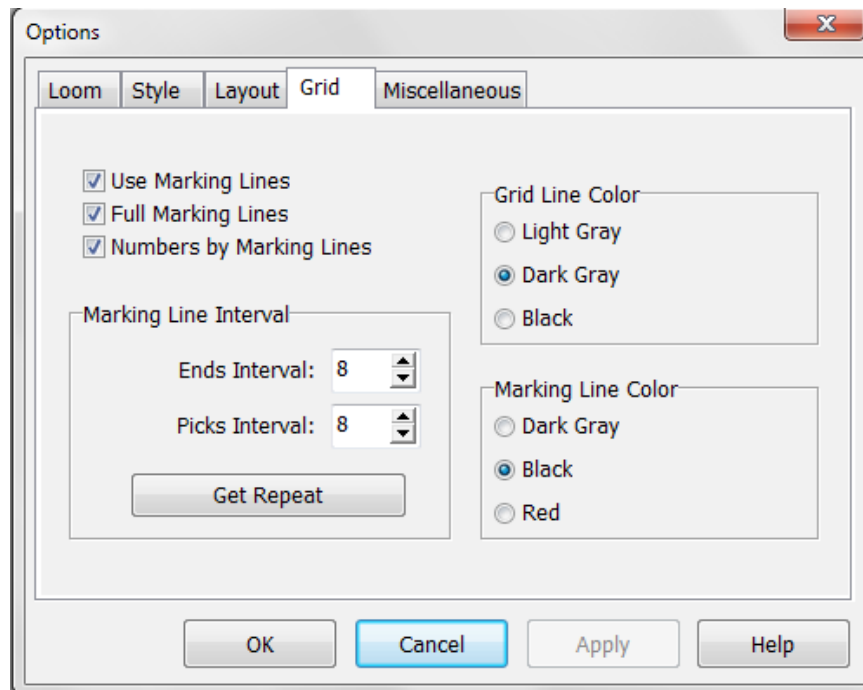 Options
Loom Style Layout Grid Miscellaneous
Use Marking Lines
Full Marking Lines
Numbers by Marking Lines
Marking Line Interval
Ends Interval: 8
Picks Interval: 8
Get Repeat
Grid Line Color
Light Gray
Dark Gray
Black
Marking Line Color
Dark Gray
Black
Red
OK Cancel Apply Help